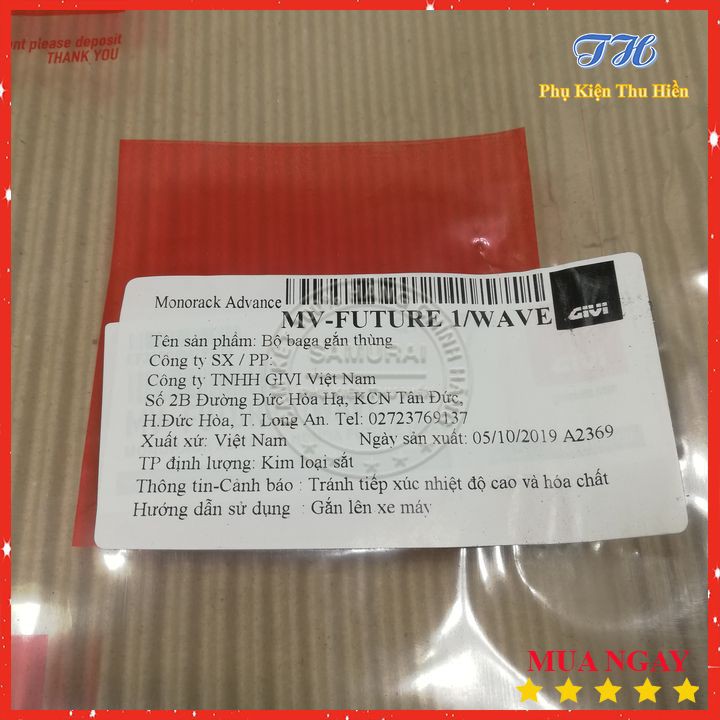 nt please deposit
THANK YOU
TH
Phụ Kiện Thu Hiền
Monorack Advance
MV-FUTURE 1/WAVE
GIVI
Tên sản phẩm: Bộ baga gắn thùng
Công ty SX / PP:
Công ty TNHH GIVI Việt Nam
Số 2B Đường Đức Hòa Hạ, KCN Tân Đức,
H.Đức Hòa, T. Long An. Tel: 02723769137
Xuất xứ: Việt Nam Ngày sản xuất: 05/10/2019 A2369
TP định lượng: Kim loại sắt
Thông tin-Cảnh báo : Tránh tiếp xúc nhiệt độ cao và hóa chất
Hướng dẫn sử dụng : Gắn lên xe máy
SAMURAI
MUA NGAY